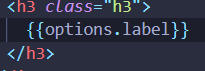 <h3 class="h3">
{{options.label}}
</h3>